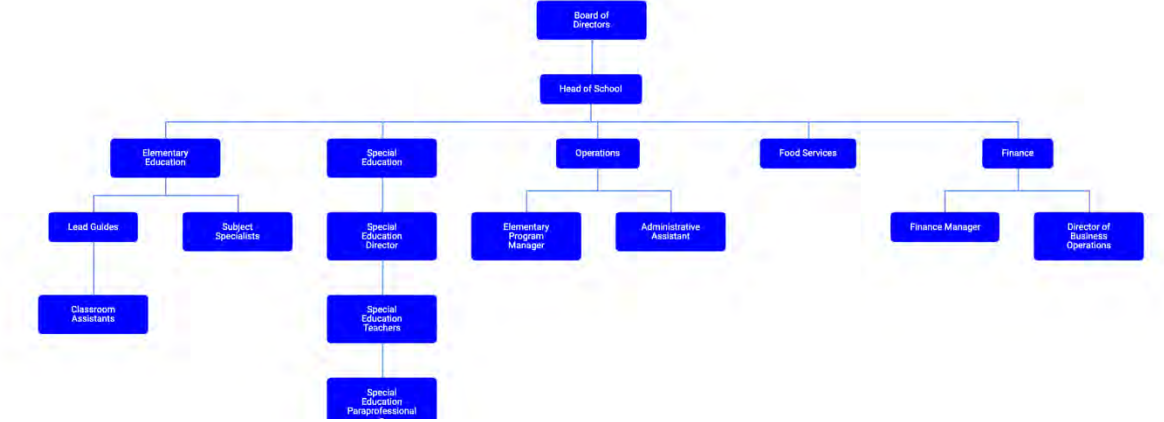 Board of
Directors
Head of School
Elementary
Education
Special
Education
Operations
Food Services
Finance
Lead Guides
Subject
Specialists
Special
Education
Director
Elementary
Program
Manager
Administrative
Assistant
Finance Manager
Director of
Business
Operations
Classroom
Assistants
Special
Education
Teachers
Special
Education
Paraprofessional